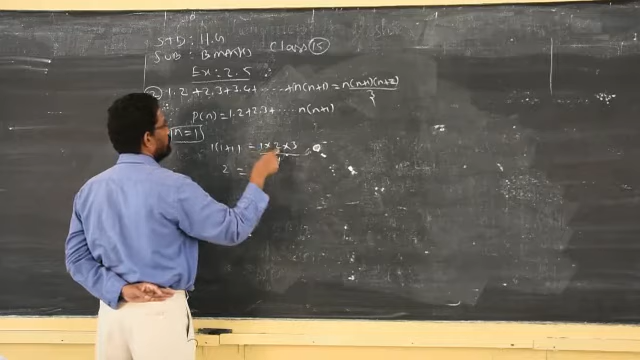 STD: 11.G
SUB: BMATHS Class 15
Ex: 2.5
2 1.2+2.3+3.4+ ... +n(n+1) = n(n+1)(n+2)/3
P(n) = 1.2+2.3+ ... n(n+1)
n=1
1(1+1) = 1×2×3
2 =